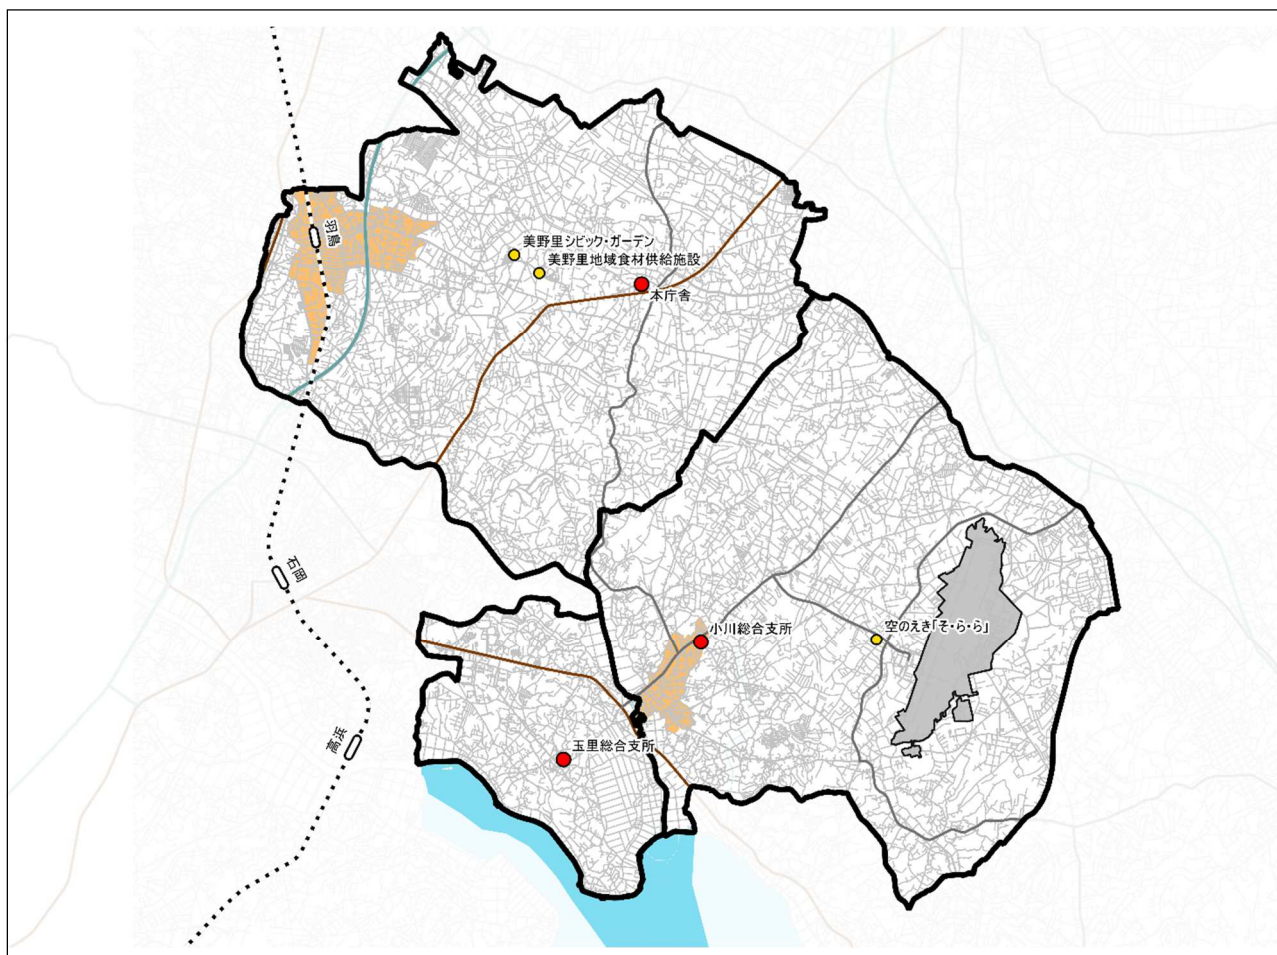 羽鳥
美野里シビック・ガーデン
美野里地域食材供給施設
本庁舎
石岡
小川総合支所
空のえき「そ・ら・ら」
高浜
玉里総合支所